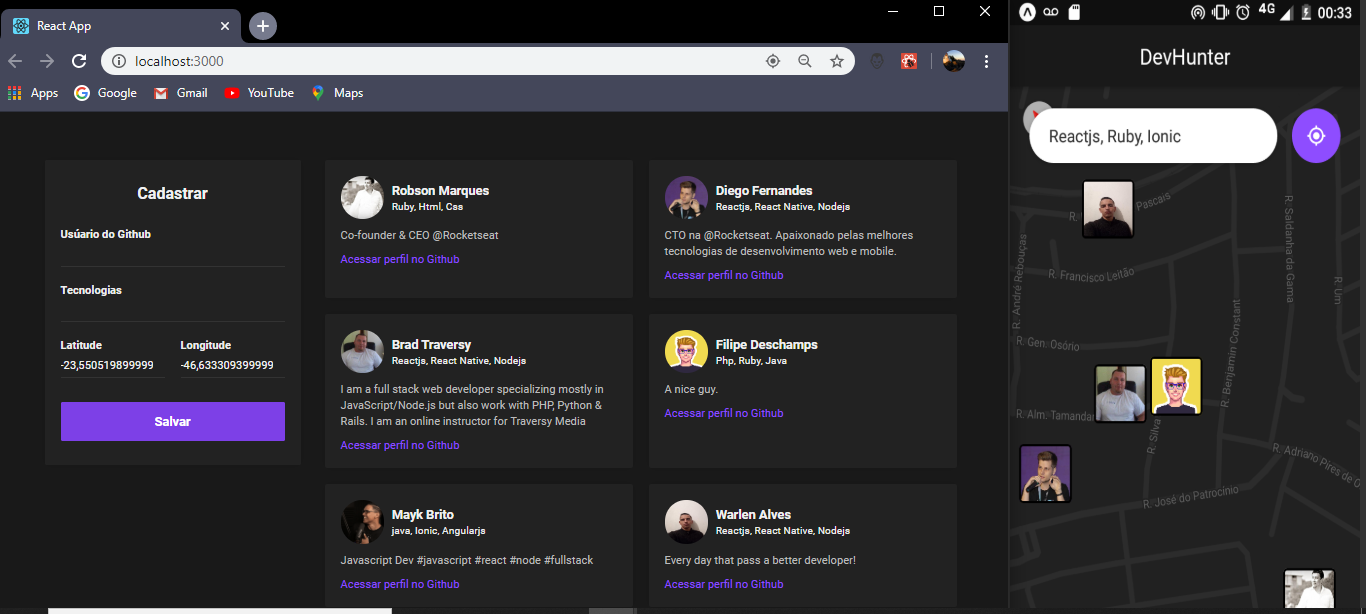 React App
localhost:3000
Apps
Google
Gmail
YouTube
Maps
Cadastrar
Usúario do Github
Tecnologias
Latitude
Longitude
-23,550519899999
-46,633309399999
Salvar
Robson Marques
Ruby, Html, Css
Co-founder & CEO @Rocketseat
Acessar perfil no Github
Diego Fernandes
Reactjs, React Native, Nodejs
CTO na @Rocketseat. Apaixonado pelas melhores
tecnologias de desenvolvimento web e mobile.
Acessar perfil no Github
Brad Traversy
Reactjs, React Native, Nodejs
I am a full stack web developer specializing mostly in
JavaScript/Node.js but also work with PHP, Python &
Rails. I am an online instructor for Traversy Media
Acessar perfil no Github
Filipe Deschamps
Php, Ruby, Java
A nice guy.
Acessar perfil no Github
Mayk Brito
java, Ionic, Angularjs
Javascript Dev #javascript #react #node #fullstack
Acessar perfil no Github
Warlen Alves
Reactjs, React Native, Nodejs
Every day that pass a better developer!
Acessar perfil no Github
4G
00:33
DevHunter
Reactjs, Ruby, Ionic
R. Pascais
R. Saldanha da Gama
R. André Rebouças
R. Francisco Leitão
R. Um
R. Gen. Osório
R. Benjamin Constant
R. Alm. Tamandar
R. Silva
R. Adriano Pires de O
R. José do Patrocínio